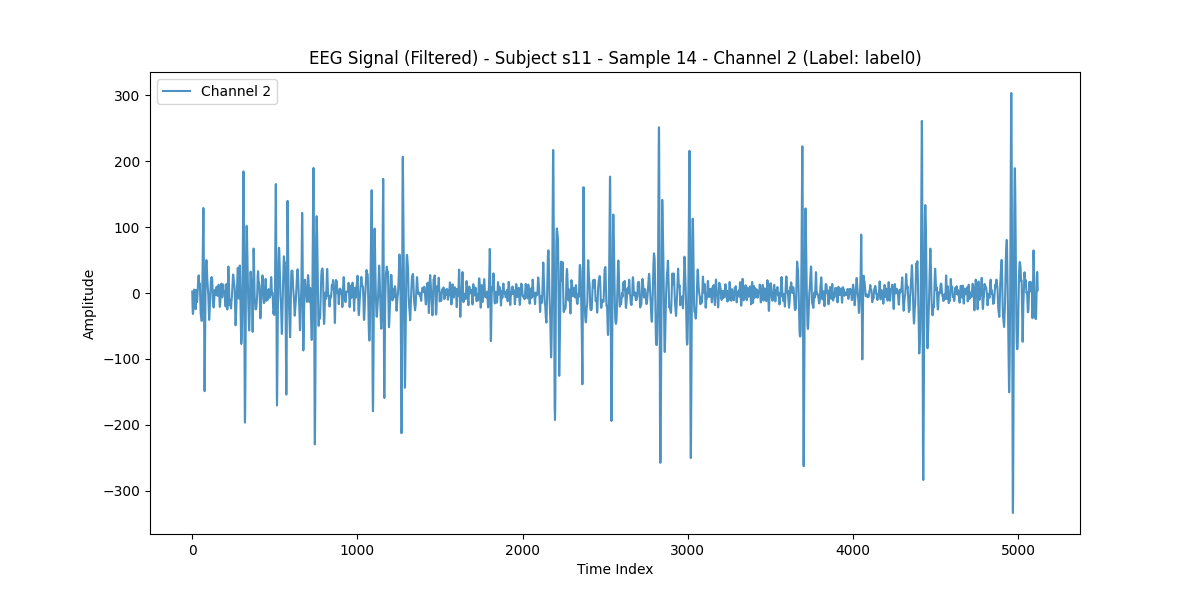 EEG Signal (Filtered) - Subject s11 - Sample 14 - Channel 2 (Label: label0)
Channel 2
300
200
100
0
−100
−200
−300
Amplitude
0 1000 2000 3000 4000 5000
Time Index